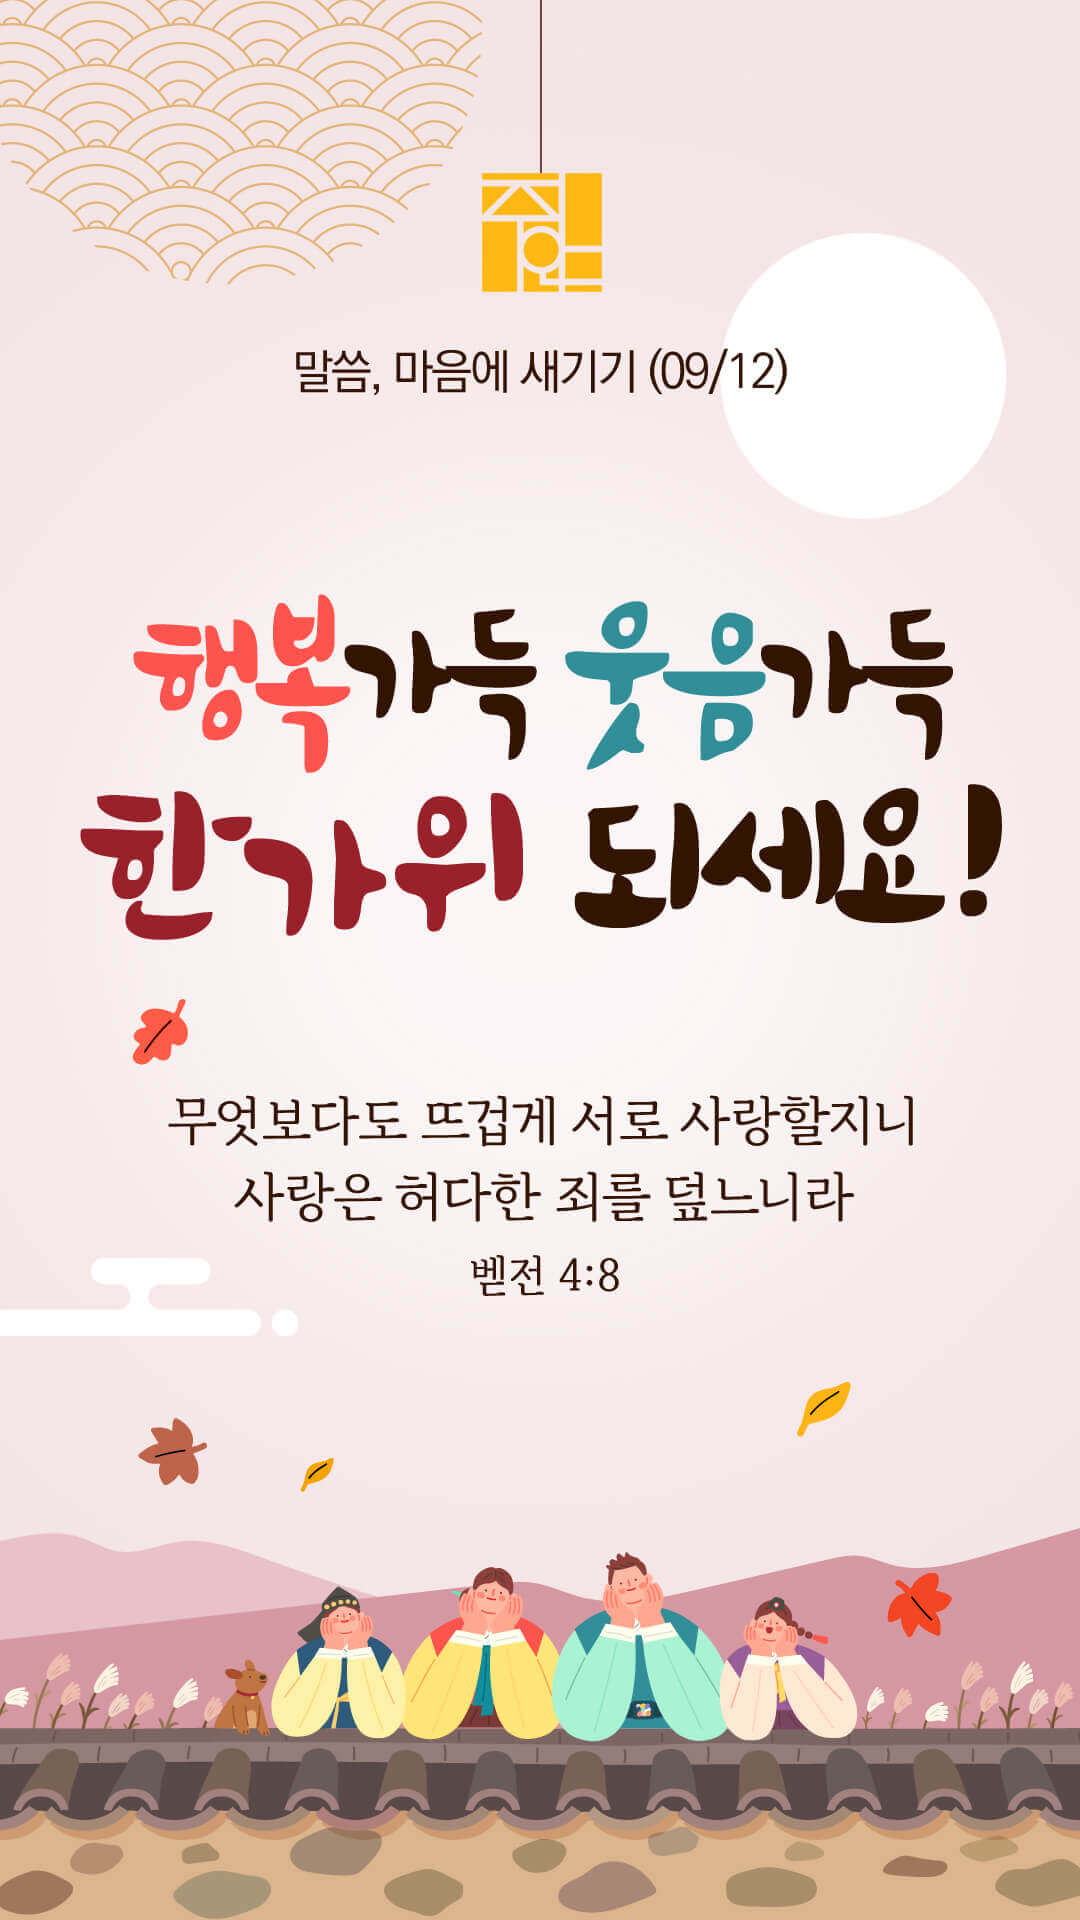 말씀, 마음에 새기기 (09/12)
행복가득 웃음가득
한가위 되세요!
무엇보다도 뜨겁게 서로 사랑할지니
사랑은 허다한 죄를 덮느니라
벧전 4:8